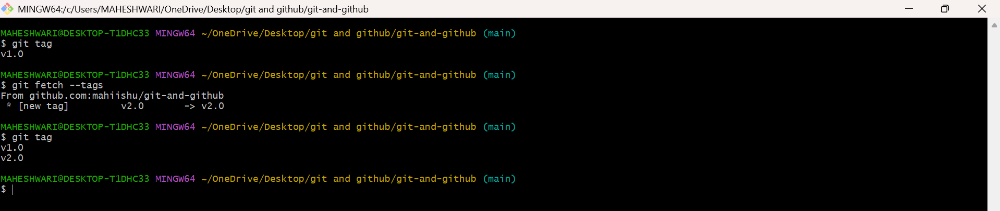 MINGW64:/c/Users/MAHESHWARI/OneDrive/Desktop/git and github/git-and-github
MAHESHWARI@DESKTOP-T1DHC33 MINGW64 ~/OneDrive/Desktop/git and github/git-and-github (main)
$ git tag
v1.0
MAHESHWARI@DESKTOP-T1DHC33 MINGW64 ~/OneDrive/Desktop/git and github/git-and-github (main)
$ git fetch --tags
From github.com:mahiishu/git-and-github
 * [new tag]         v2.0       -> v2.0
MAHESHWARI@DESKTOP-T1DHC33 MINGW64 ~/OneDrive/Desktop/git and github/git-and-github (main)
$ git tag
v1.0
v2.0
MAHESHWARI@DESKTOP-T1DHC33 MINGW64 ~/OneDrive/Desktop/git and github/git-and-github (main)
$